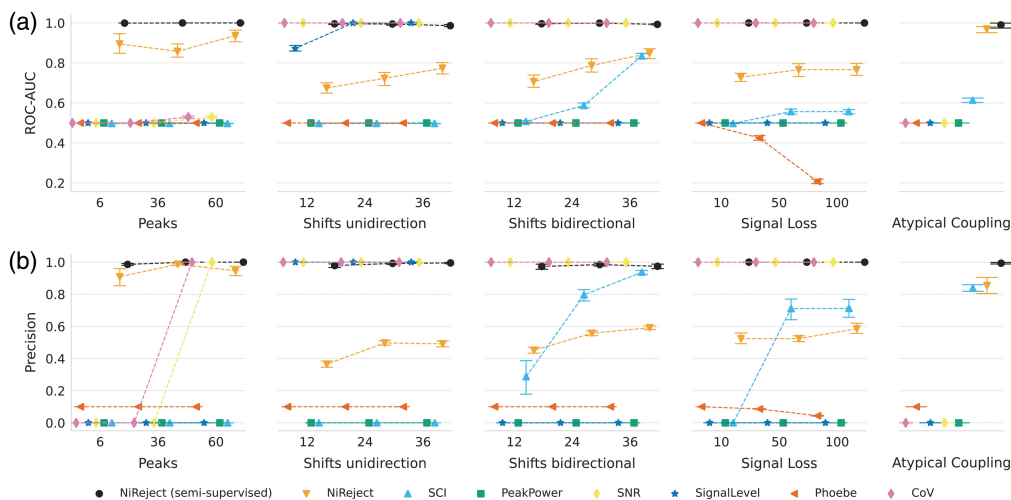 (a)
ROC-AUC
1.0
0.8
0.6
0.4
0.2
6 36 60
Peaks
12 24 36
Shifts unidirection
12 24 36
Shifts bidirectional
10 50 100
Signal Loss
Atypical Coupling
(b)
Precision
1.0
0.8
0.6
0.4
0.2
0.0
6 36 60
Peaks
12 24 36
Shifts unidirection
12 24 36
Shifts bidirectional
10 50 100
Signal Loss
Atypical Coupling
NiReject (semi-supervised) NiReject SCI PeakPower SNR SignalLevel Phoebe CoV